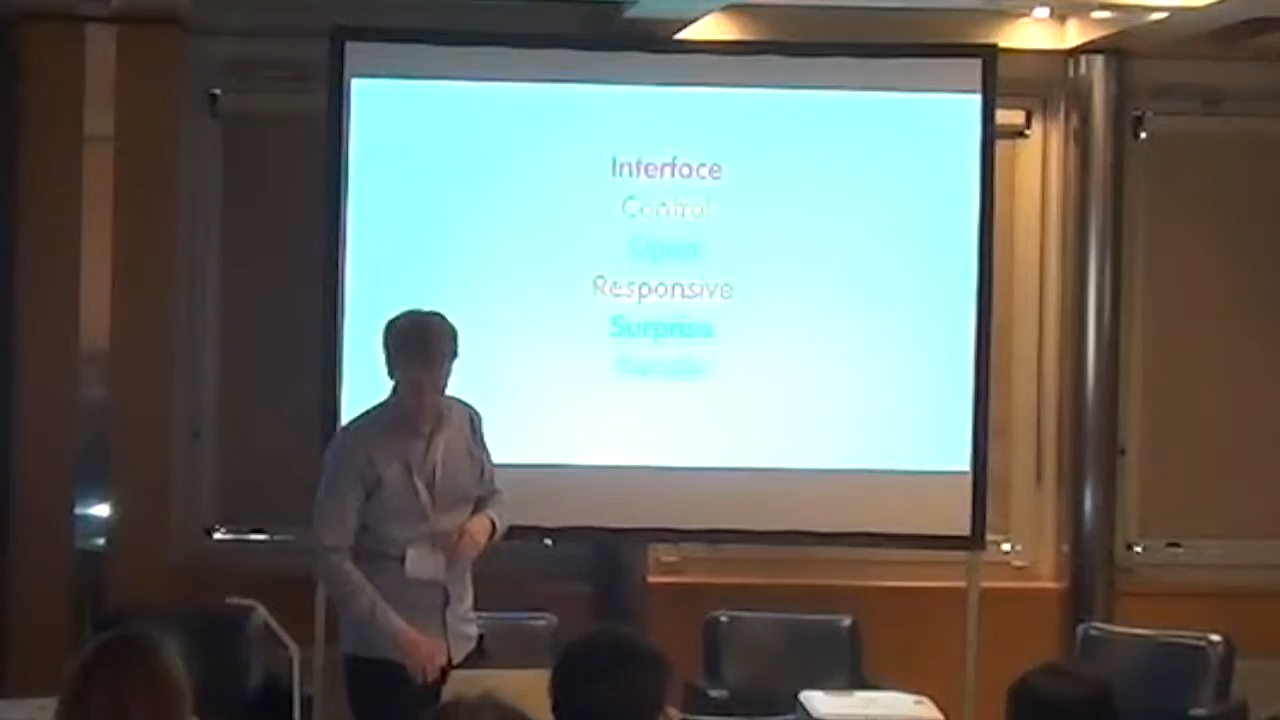 Interface
Control
Open
Responsive
Surprise